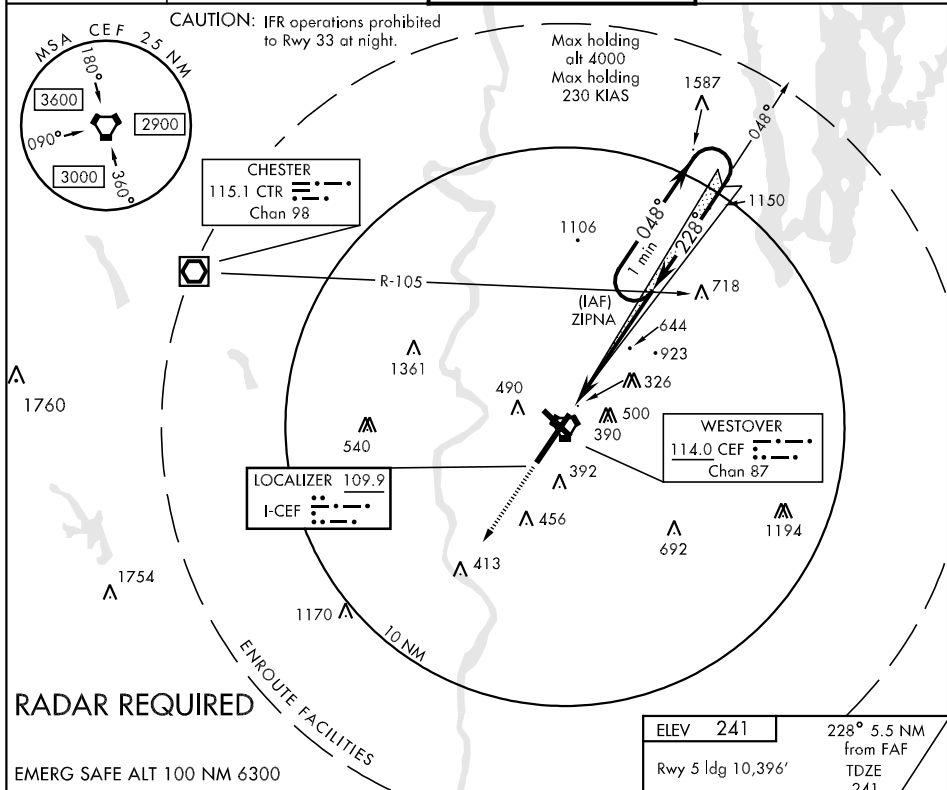 CAUTION: IFR operations prohibited
to Rwy 33 at night.
MSA CEF 25 NM
180°
3600
090°
2900
3000
360°
Max holding
alt 4000
Max holding
230 KIAS
1587
048°
CHESTER
115.1 CTR
Chan 98
1106
048°
1 min
228°
1150
R-105
718
(IAF)
ZIPNA
644
923
1361
326
1760
490
500
390
540
WESTOVER
114.0 CEF
Chan 87
LOCALIZER 109.9
I-CEF
392
456
692
1194
413
1754
1170
10 NM
ENROUTE FACILITIES
RADAR REQUIRED
EMERG SAFE ALT 100 NM 6300
ELEV 241
Rwy 5 ldg 10,396'
228° 5.5 NM
from FAF
TDZE
241